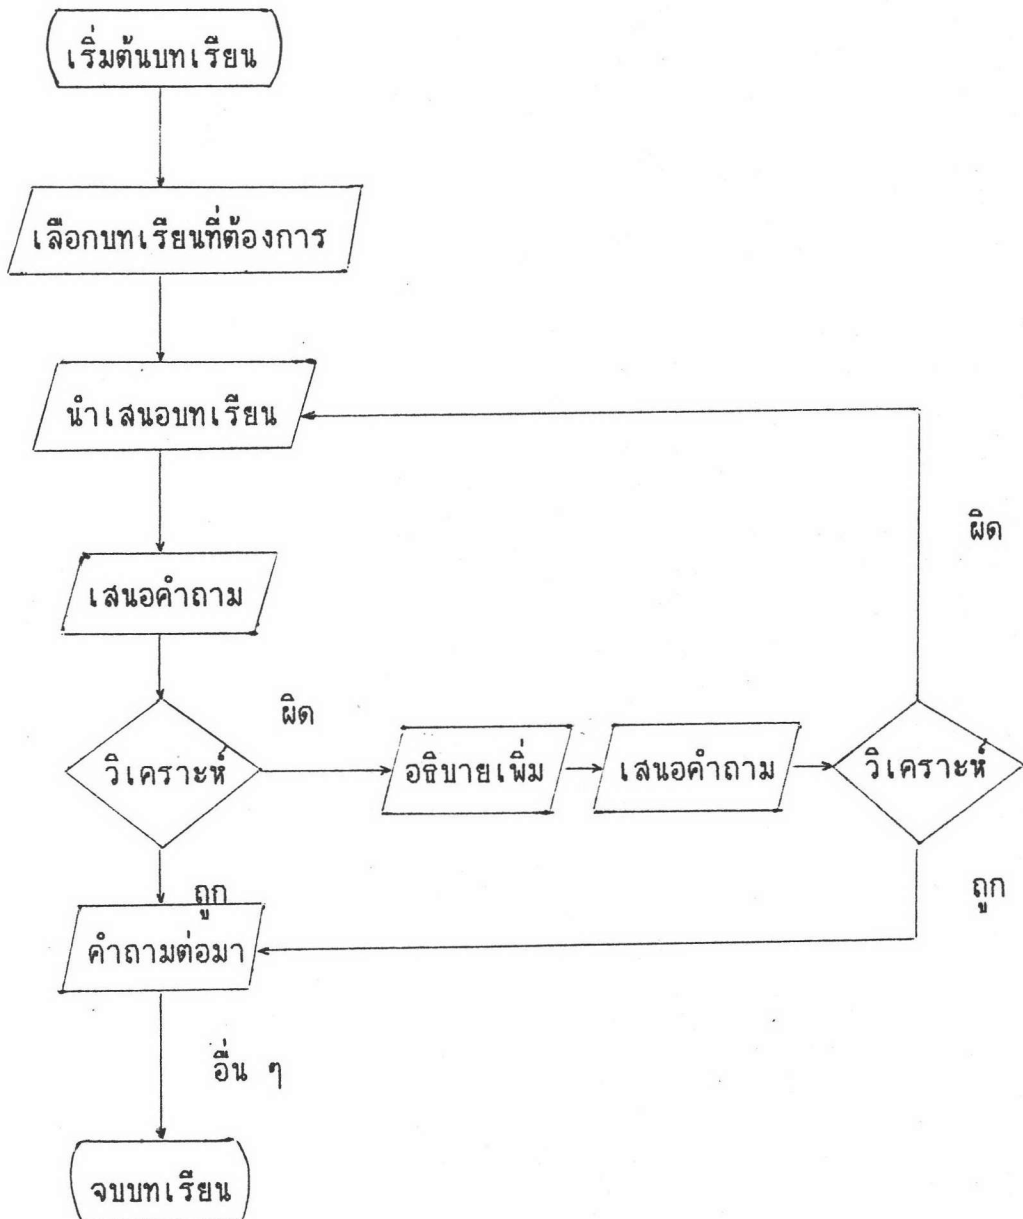 เริ่มต้นบทเรียน
เลือกบทเรียนที่ต้องการ
นำเสนอบทเรียน
ผิด
เสนอคำถาม
ผิด
วิเคราะห์
อธิบายเพิ่ม
เสนอคำถาม
วิเคราะห์
ถูก
ถูก
คำถามต่อมา
อื่น ๆ
จบบทเรียน